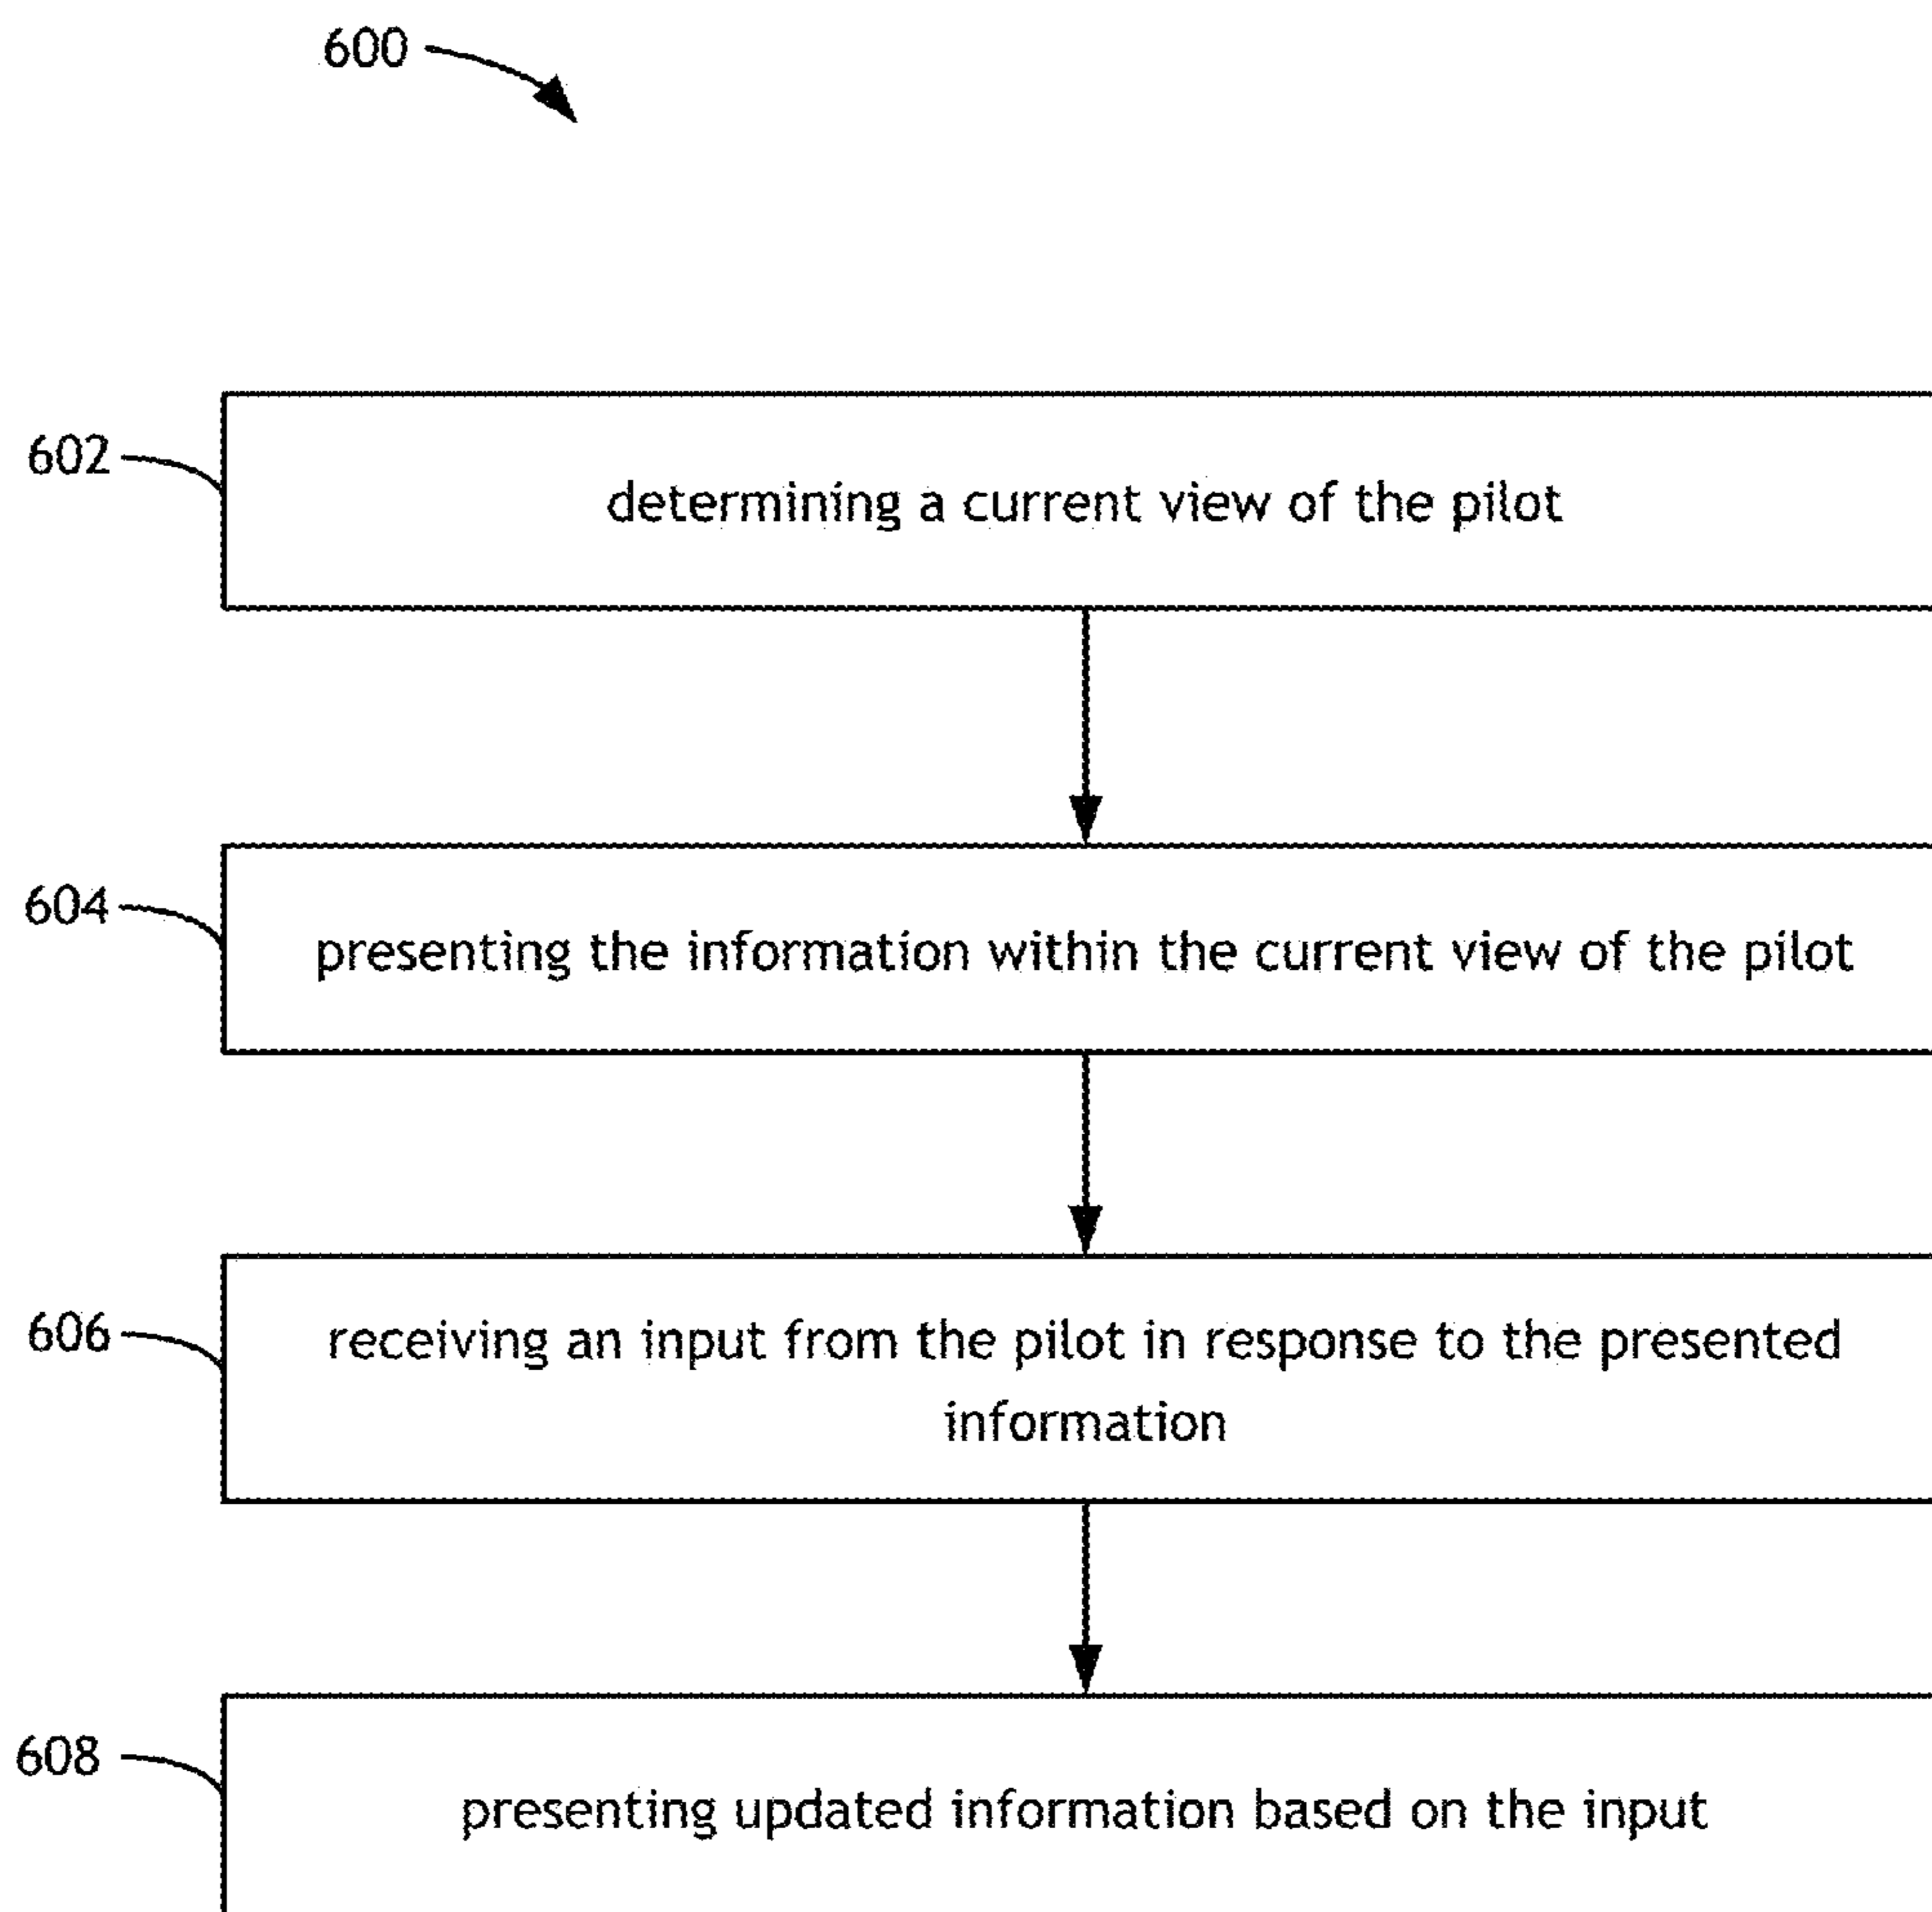 600
602
determining a current view of the pilot
604
presenting the information within the current view of the pilot
606
receiving an input from the pilot in response to the presented
information
608
presenting updated information based on the input